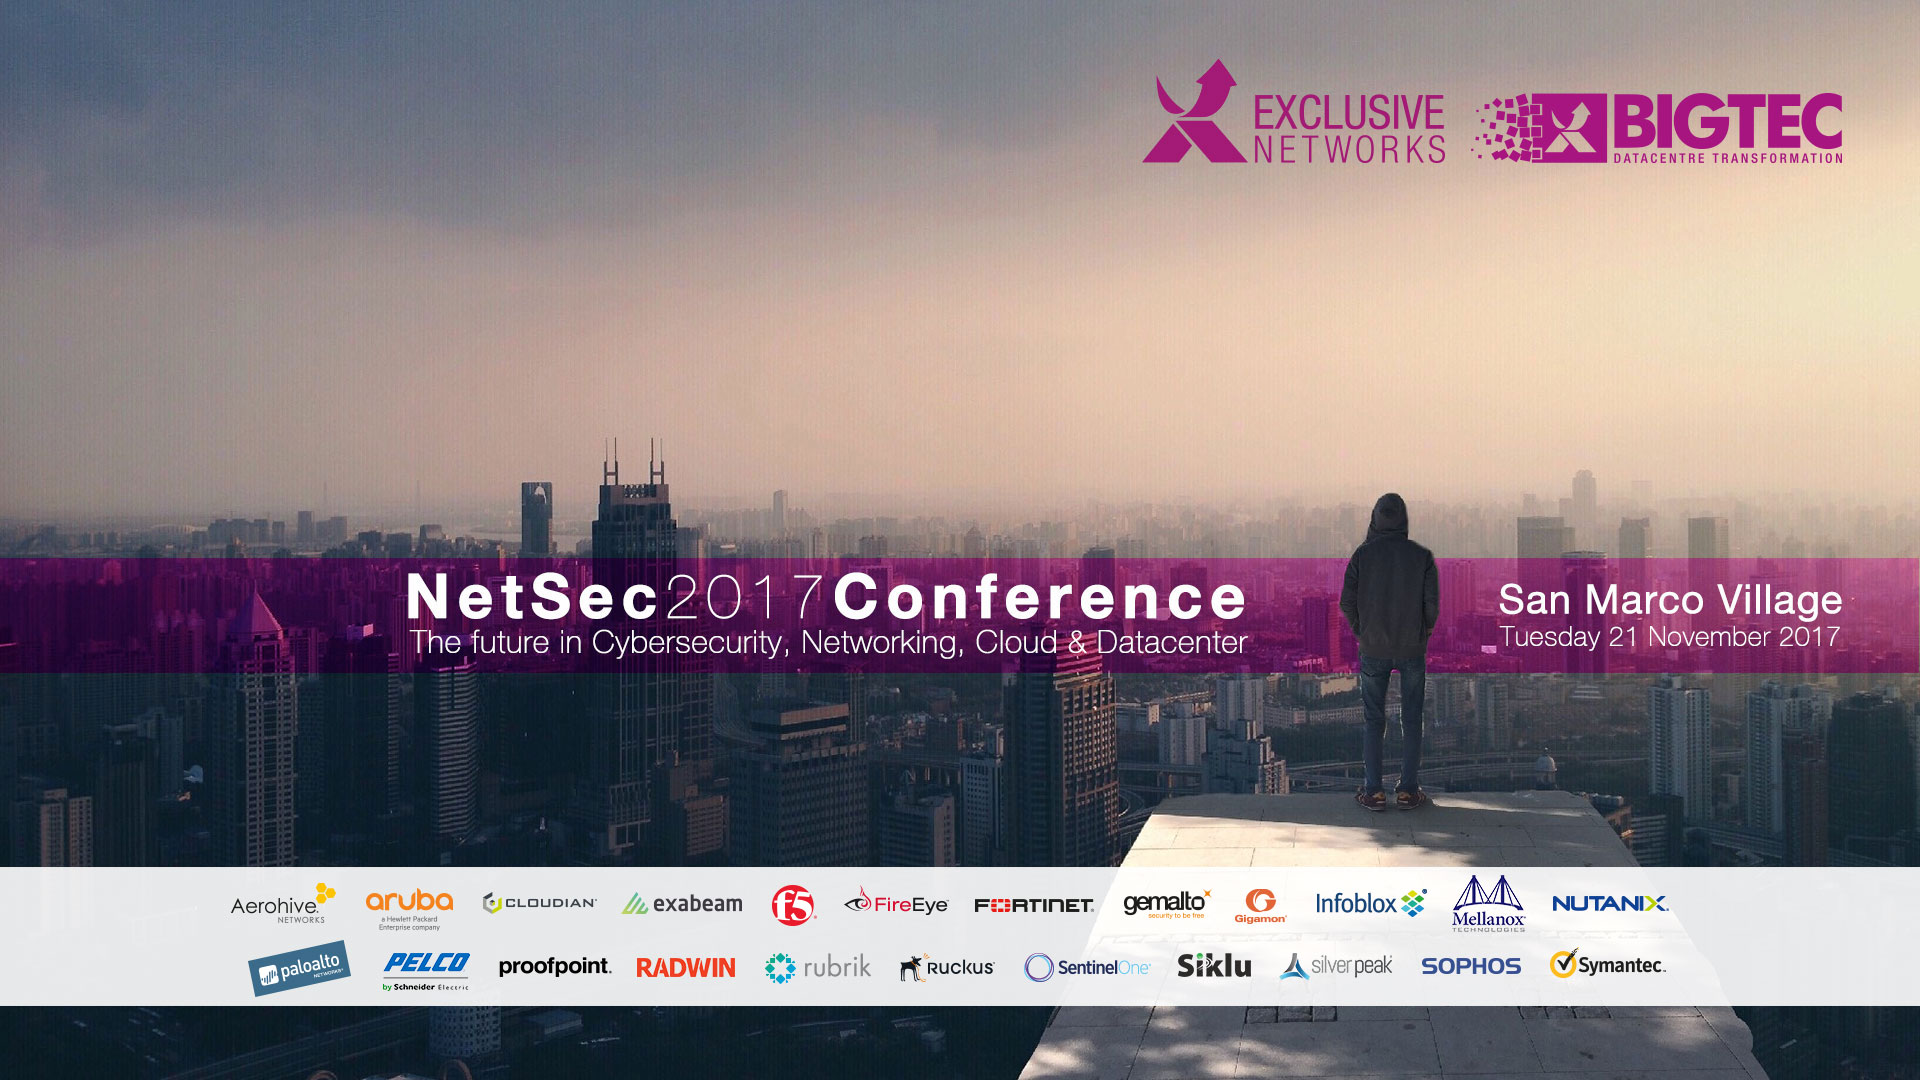 EXCLUSIVE
NETWORKS
BIGTEC
DATACENTRE TRANSFORMATION
NetSec2017Conference
The future in Cybersecurity, Networking, Cloud & Datacenter
San Marco Village
Tuesday 21 November 2017
Aerohive
NETWORKS
aruba
a Hewlett Packard
Enterprise company
CLOUDIAN
exabeam
f5
FireEye
FORTINET
gemalto
security to be free
G
Gigamon
Infoblox
Mellanox
TECHNOLOGIES
NUTANIX
paloalto
NETWORKS
PELCO
by Schneider Electric
proofpoint.
RADWIN
rubrik
RUCKUS
SentinelOne
Siklu
silver peak
SOPHOS
Symantec